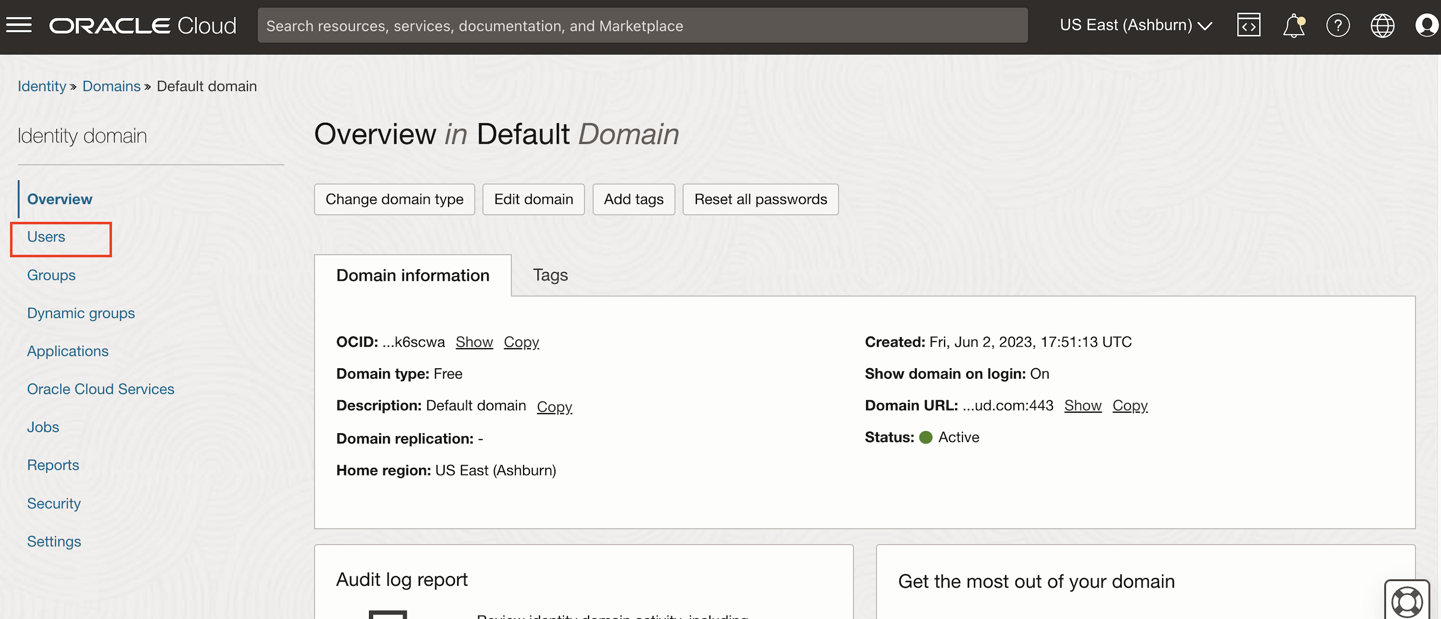 ORACLE Cloud
Search resources, services, documentation, and Marketplace
US East (Ashburn)
Identity » Domains » Default domain
Identity domain
Overview
Users
Groups
Dynamic groups
Applications
Oracle Cloud Services
Jobs
Reports
Security
Settings
Overview in Default Domain
Change domain type
Edit domain
Add tags
Reset all passwords
Domain information
Tags
OCID: ...k6scwa Show Copy
Domain type: Free
Description: Default domain Copy
Domain replication: -
Home region: US East (Ashburn)
Created: Fri, Jun 2, 2023, 17:51:13 UTC
Show domain on login: On
Domain URL: ...ud.com:443 Show Copy
Status: Active
Audit log report
Review identity domain activity, including
Get the most out of your domain